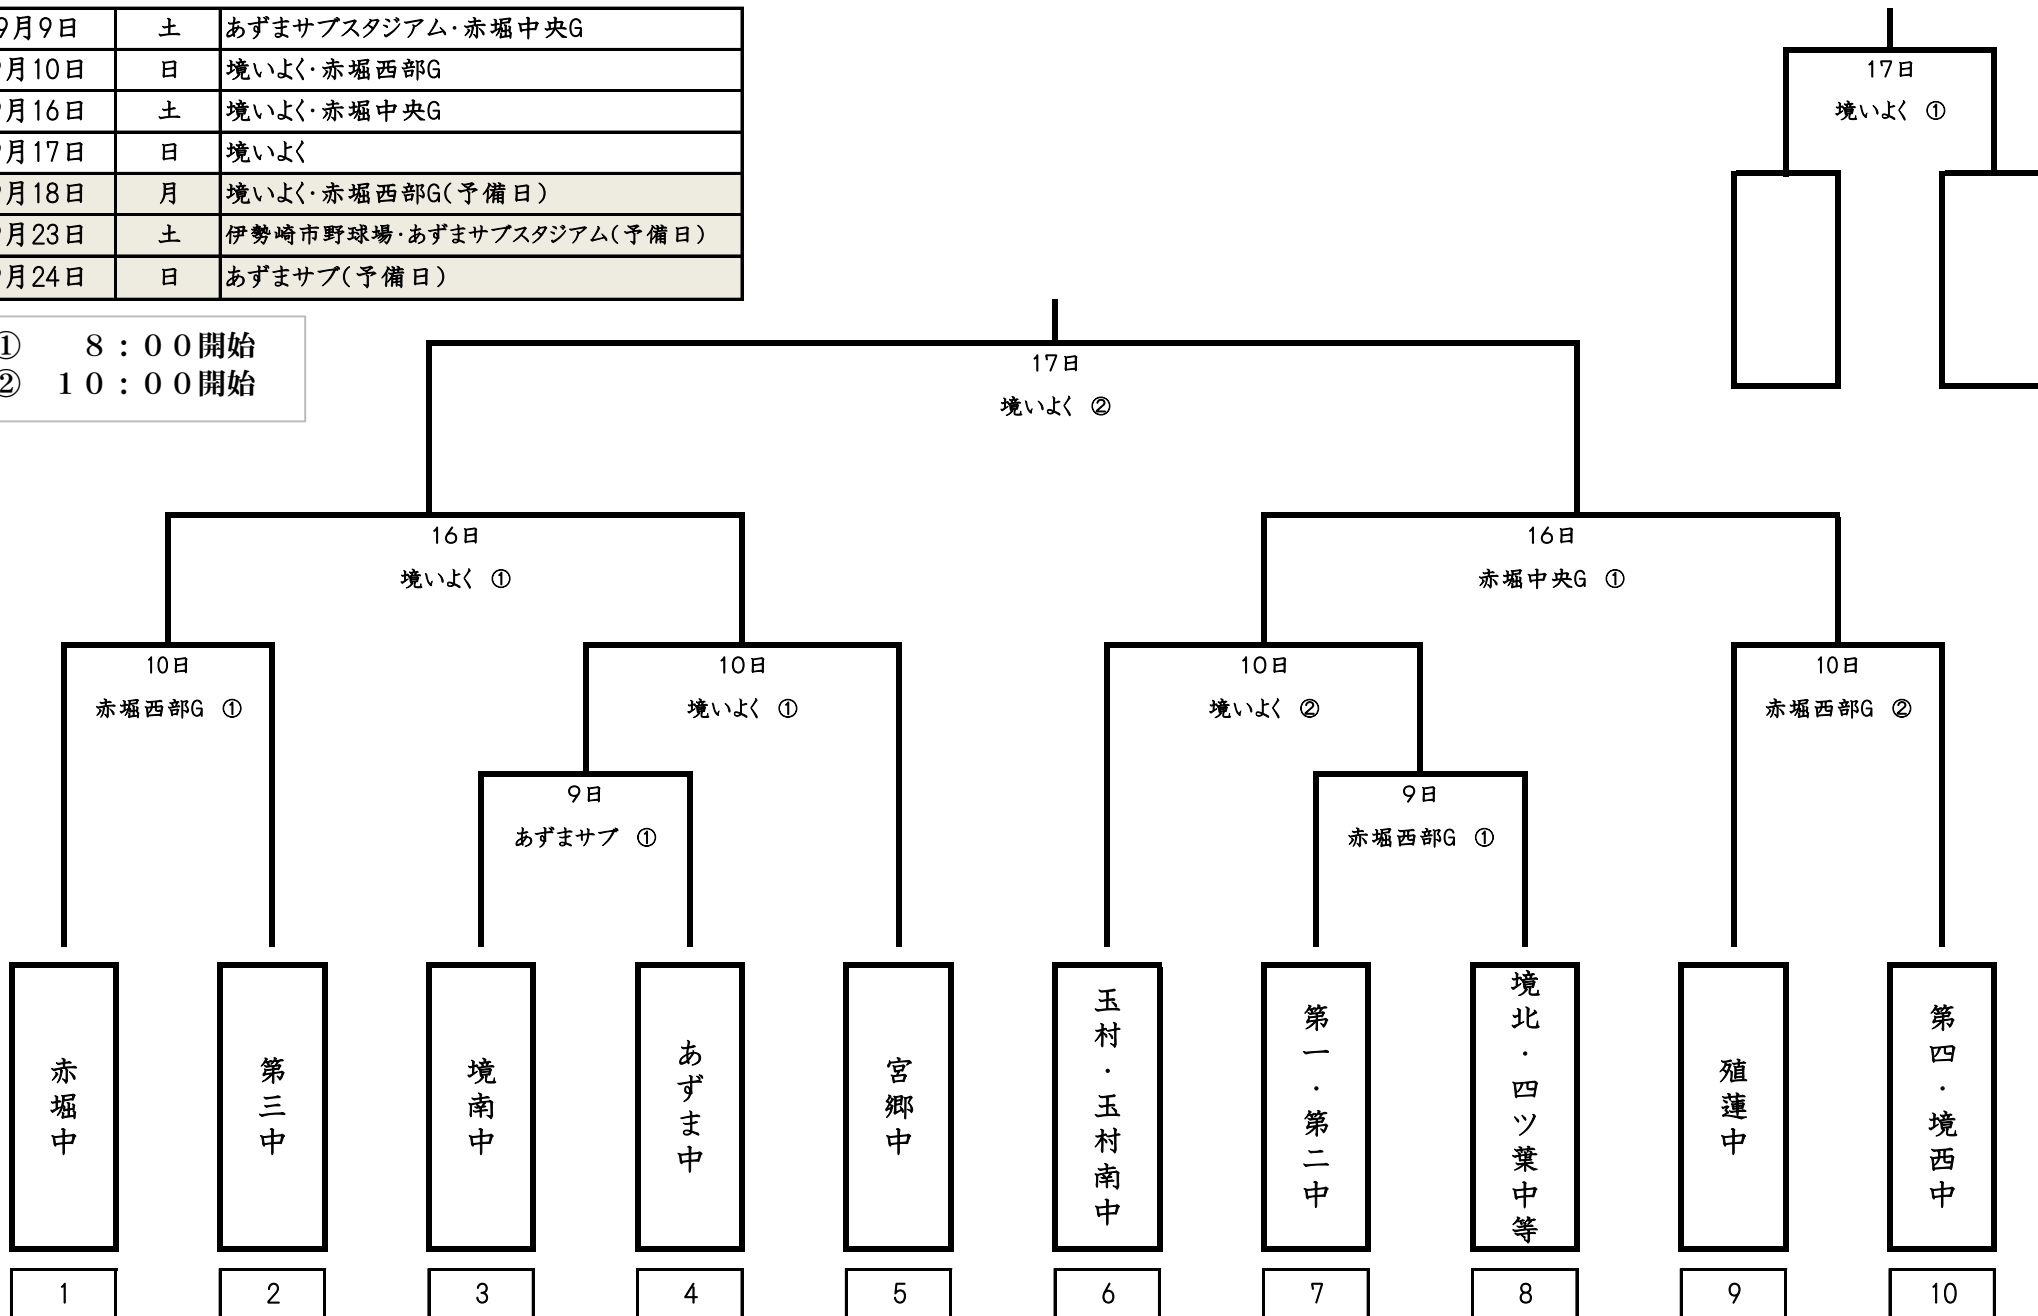 9月9日 土 あずまサブスタジアム・赤堀中央G
月10日 日 境いよく・赤堀西部G
月16日 土 境いよく・赤堀中央G
月17日 日 境いよく
月18日 月 境いよく・赤堀西部G(予備日)
月23日 土 伊勢崎市野球場・あずまサブスタジアム(予備日)
月24日 日 あずまサブ(予備日)
① 8:00開始
② 10:00開始
17日
境いよく ①
17日
境いよく ②
16日
境いよく ①
16日
赤堀中央G ①
10日
赤堀西部G ①
10日
境いよく ①
10日
境いよく ②
10日
赤堀西部G ②
9日
あずまサブ ①
9日
赤堀西部G ①
赤堀中
第三中
境南中
あずま中
宮郷中
玉村・玉村南中
第一・第二中
境北・四ツ葉中等
殖蓮中
第四・境西中
1 2 3 4 5 6 7 8 9 10